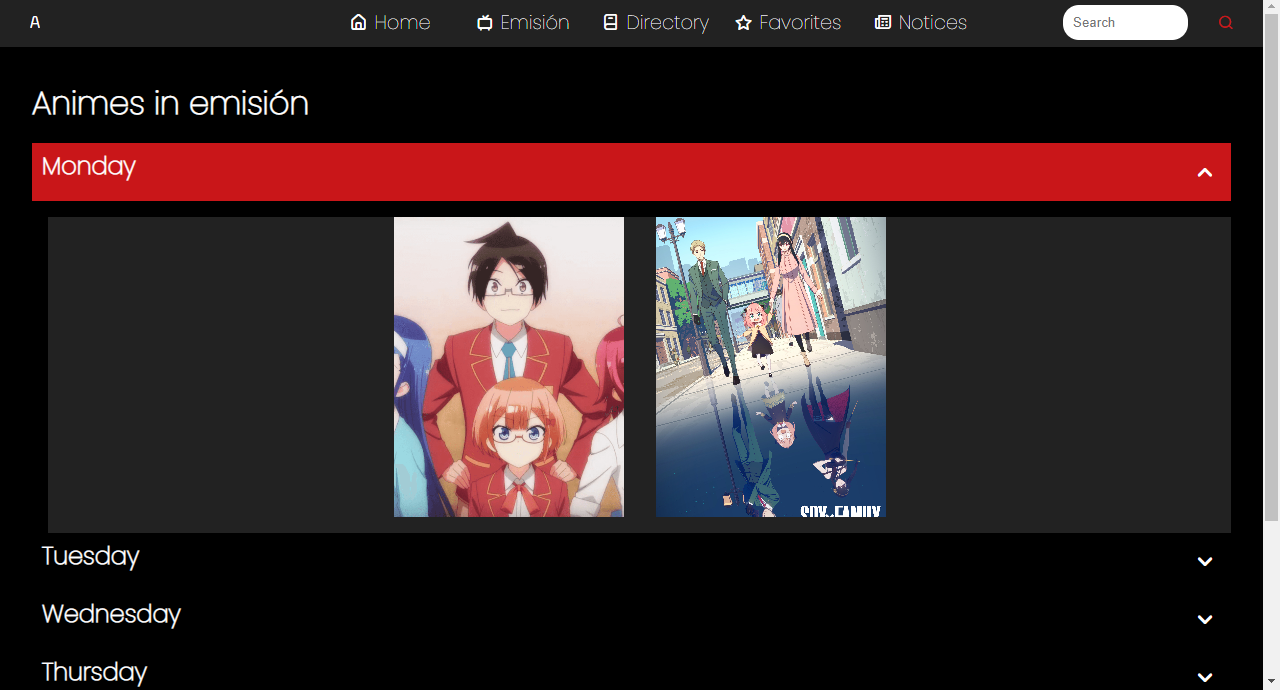 A
Home
Emisión
Directory
Favorites
Notices
Search
Animes in emisión
Monday
SPY×FAMILY
Tuesday
Wednesday
Thursday